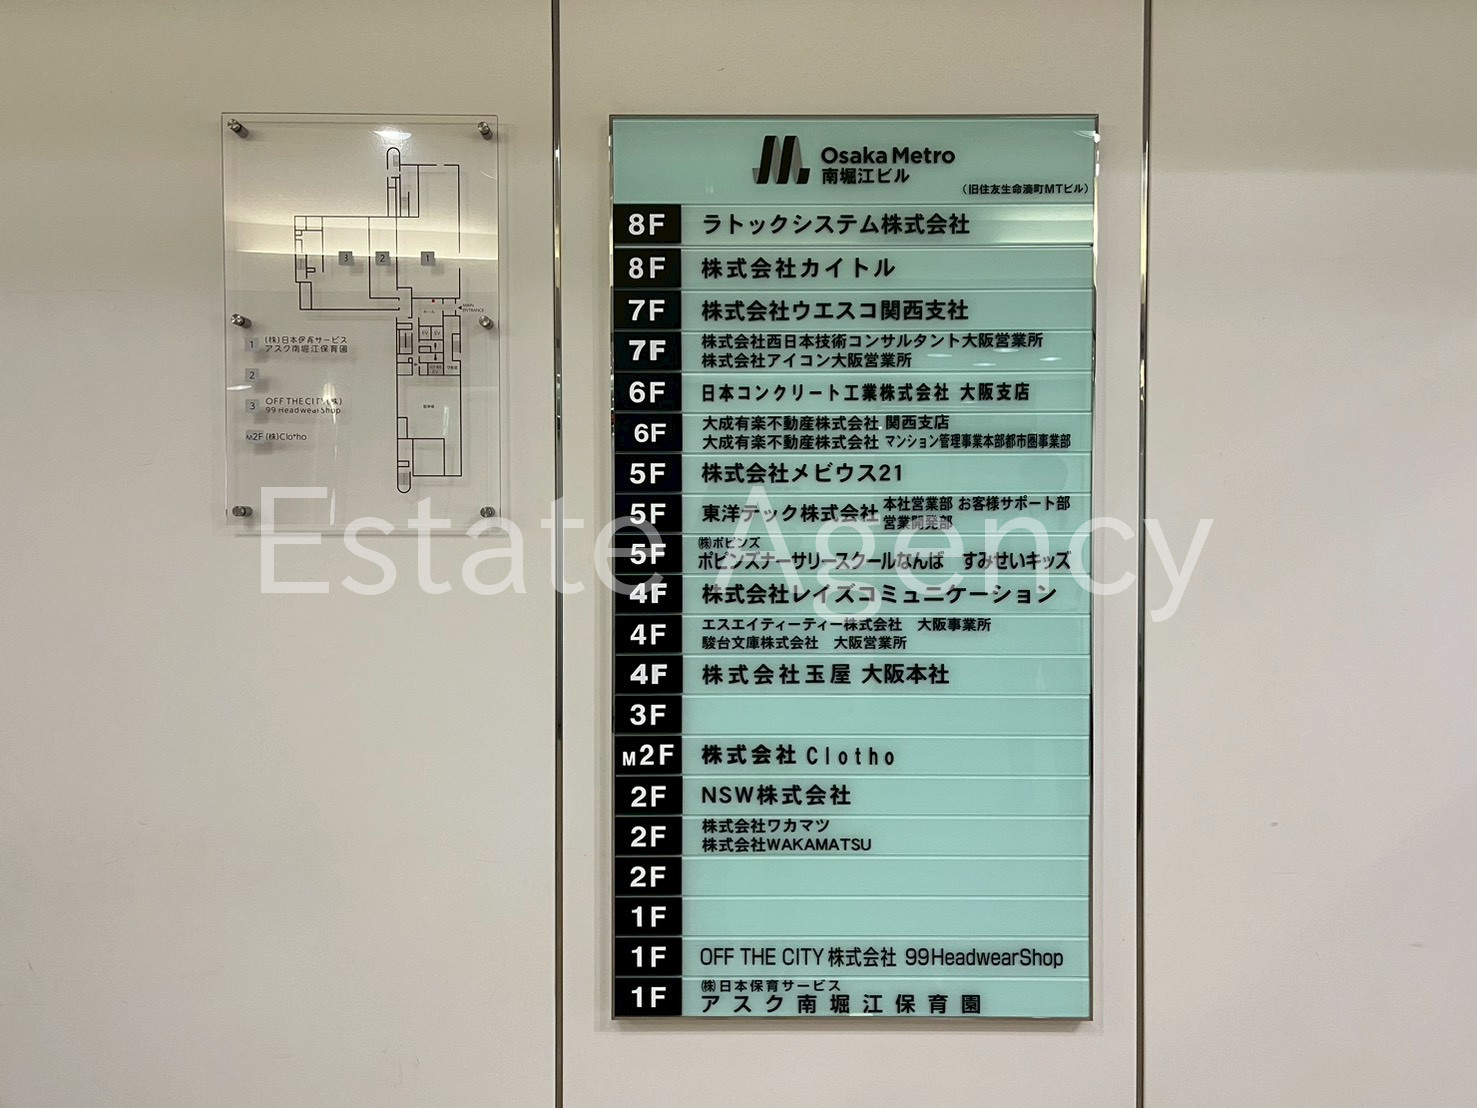 Osaka Metro
南堀江ビル
（旧住友生命湊町MTビル）
8F ラトックシステム株式会社
8F 株式会社カイトル
7F 株式会社ウエスコ関西支社
7F 株式会社西日本技術コンサルタント大阪営業所
株式会社アイコン大阪営業所
6F 日本コンクリート工業株式会社 大阪支店
6F 大成有楽不動産株式会社 関西支店
大成有楽不動産株式会社 マンション管理事業本部都市圏事業部
5F 株式会社メビウス21
5F 東洋テック株式会社 本社営業部 お客様サポート部
営業開発部
5F ㈱ポピンズ
ポピンズナーサリースクールなんば　すみせいキッズ
4F 株式会社レイズコミュニケーション
4F エスエイティーティー株式会社　大阪事業所
駿台文庫株式会社　大阪営業所
4F 株式会社玉屋 大阪本社
3F
M2F 株式会社 Clotho
2F NSW株式会社
2F 株式会社ワカマツ
株式会社WAKAMATSU
2F
1F
1F OFF THE CITY 株式会社 99HeadwearShop
1F ㈱日本保育サービス
アスク南堀江保育園
3 2 1
MAIN
ENTRANCE
EV EV
1 (株)日本保育サービス
アスク南堀江保育園
2
3 OFF THE CITY(株)
99 HeadwearShop
M2F (株)Clotho
Estate Agency